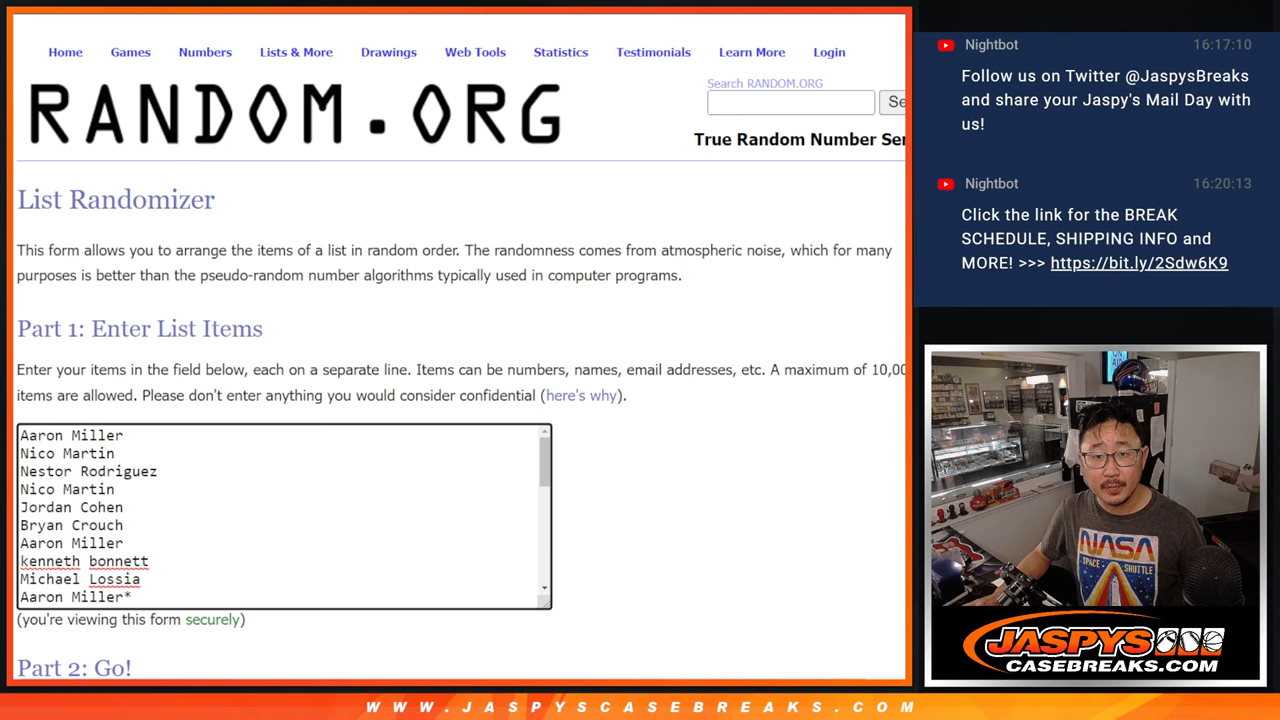 Home Games Numbers Lists & More Drawings Web Tools Statistics Testimonials Learn More Login
RANDOM.ORG
Search RANDOM.ORG
Se
True Random Number Ser
List Randomizer
This form allows you to arrange the items of a list in random order. The randomness comes from atmospheric noise, which for many
purposes is better than the pseudo-random number algorithms typically used in computer programs.
Part 1: Enter List Items
Enter your items in the field below, each on a separate line. Items can be numbers, names, email addresses, etc. A maximum of 10,00
items are allowed. Please don't enter anything you would consider confidential (here's why).
Aaron Miller
Nico Martin
Nestor Rodriguez
Nico Martin
Jordan Cohen
Bryan Crouch
Aaron Miller
kenneth bonnett
Michael Lossia
Aaron Miller*
(you're viewing this form securely)
Part 2: Go!
Nightbot 16:17:10
Follow us on Twitter @JaspysBreaks
and share your Jaspy's Mail Day with
us!
Nightbot 16:20:13
Click the link for the BREAK
SCHEDULE, SHIPPING INFO and
MORE! >>> https://bit.ly/2Sdw6K9
ON
AIR
NASA
SPACE SHUTTLE
JASPYS
CASEBREAKS.COM
WWW.JASPYSCASEBREAKS.COM